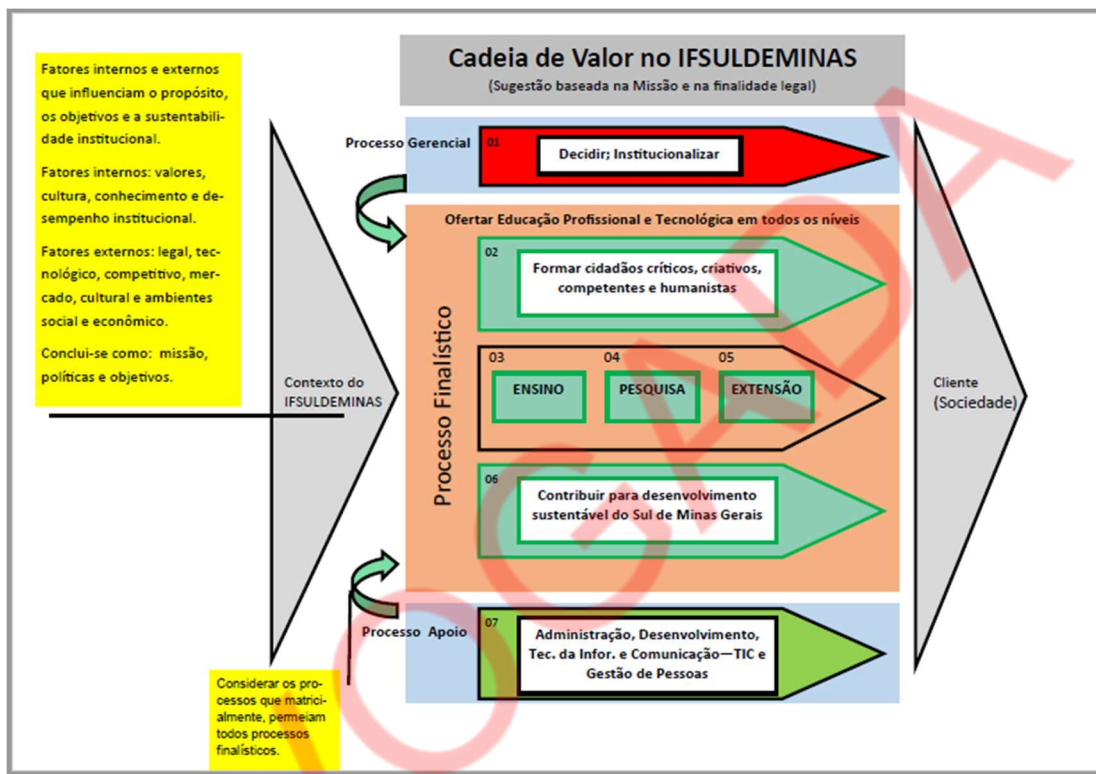 Cadeia de Valor no IFSULDEMINAS
(Sugestão baseada na Missão e na finalidade legal)
Fatores internos e externos
que influenciam o propósito,
os objetivos e a sustentabili-
dade institucional.
Fatores internos: valores,
cultura, conhecimento e de-
sempenho institucional.
Fatores externos: legal, tec-
nológico, competitivo, mer-
cado, cultural e ambientes
social e econômico.
Conclui-se como: missão,
políticas e objetivos.
Contexto do
IFSULDEMINAS
Processo Gerencial
01
Decidir; Institucionalizar
Processo Finalístico
Ofertar Educação Profissional e Tecnológica em todos os níveis
02
Formar cidadãos críticos, criativos,
competentes e humanistas
03 04 05
ENSINO PESQUISA EXTENSÃO
06
Contribuir para desenvolvimento
sustentável do Sul de Minas Gerais
Processo Apoio
07
Administração, Desenvolvimento,
Tec. da Infor. e Comunicação—TIC e
Gestão de Pessoas
Considerar os pro-
cessos que matrici-
almente, permeiam
todos processos
finalísticos.
Cliente
(Sociedade)
OGADA